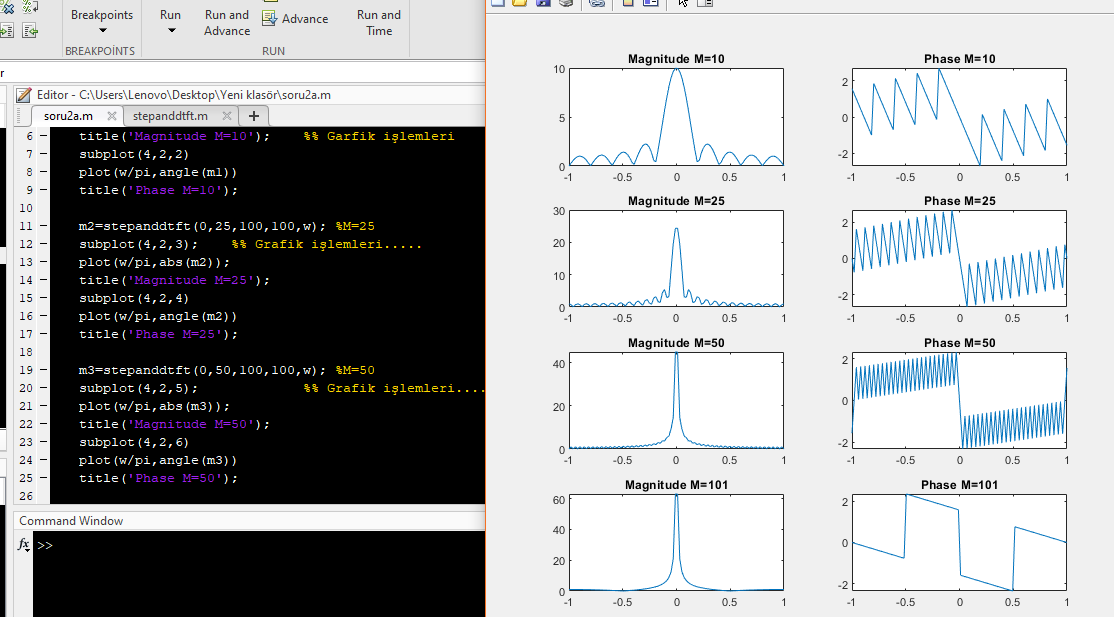 Breakpoints
Run
Run and
Advance
Advance
Run and
Time
BREAKPOINTS
RUN
r
Editor - C:\Users\Lenovo\Desktop\Yeni klasör\soru2a.m
soru2a.m
stepanddtft.m
+
6 title('Magnitude M=10'); %% Garfik işlemleri
7 subplot(4,2,2)
8 plot(w/pi,angle(m1))
9 title('Phase M=10');
10
11 m2=stepanddtft(0,25,100,100,w); %M=25
12 subplot(4,2,3); %% Grafik işlemleri.....
13 plot(w/pi,abs(m2));
14 title('Magnitude M=25');
15 subplot(4,2,4)
16 plot(w/pi,angle(m2))
17 title('Phase M=25');
18
19 m3=stepanddtft(0,50,100,100,w); %M=50
20 subplot(4,2,5); %% Grafik işlemleri....
21 plot(w/pi,abs(m3));
22 title('Magnitude M=50');
23 subplot(4,2,6)
24 plot(w/pi,angle(m3))
25 title('Phase M=50');
26
Command Window
fx >>
Magnitude M=10
10
5
0
-1 -0.5 0 0.5 1
Phase M=10
2
0
-2
-1 -0.5 0 0.5 1
Magnitude M=25
30
20
10
0
-1 -0.5 0 0.5 1
Phase M=25
2
0
-2
-1 -0.5 0 0.5 1
Magnitude M=50
40
20
0
-1 -0.5 0 0.5 1
Phase M=50
2
0
-2
-1 -0.5 0 0.5 1
Magnitude M=101
60
40
20
0
-1 -0.5 0 0.5 1
Phase M=101
2
0
-2
-1 -0.5 0 0.5 1